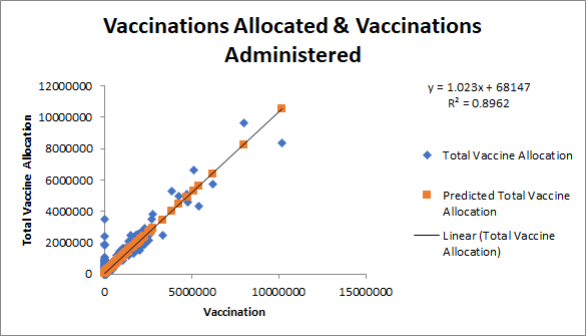 Vaccinations Allocated & Vaccinations
Administered
y = 1.023x + 68147
R² = 0.8962
Total Vaccine Allocation
12000000
10000000
8000000
6000000
4000000
2000000
0
0
5000000
10000000
15000000
Vaccination
Total Vaccine Allocation
Predicted Total Vaccine
Allocation
Linear (Total Vaccine
Allocation)